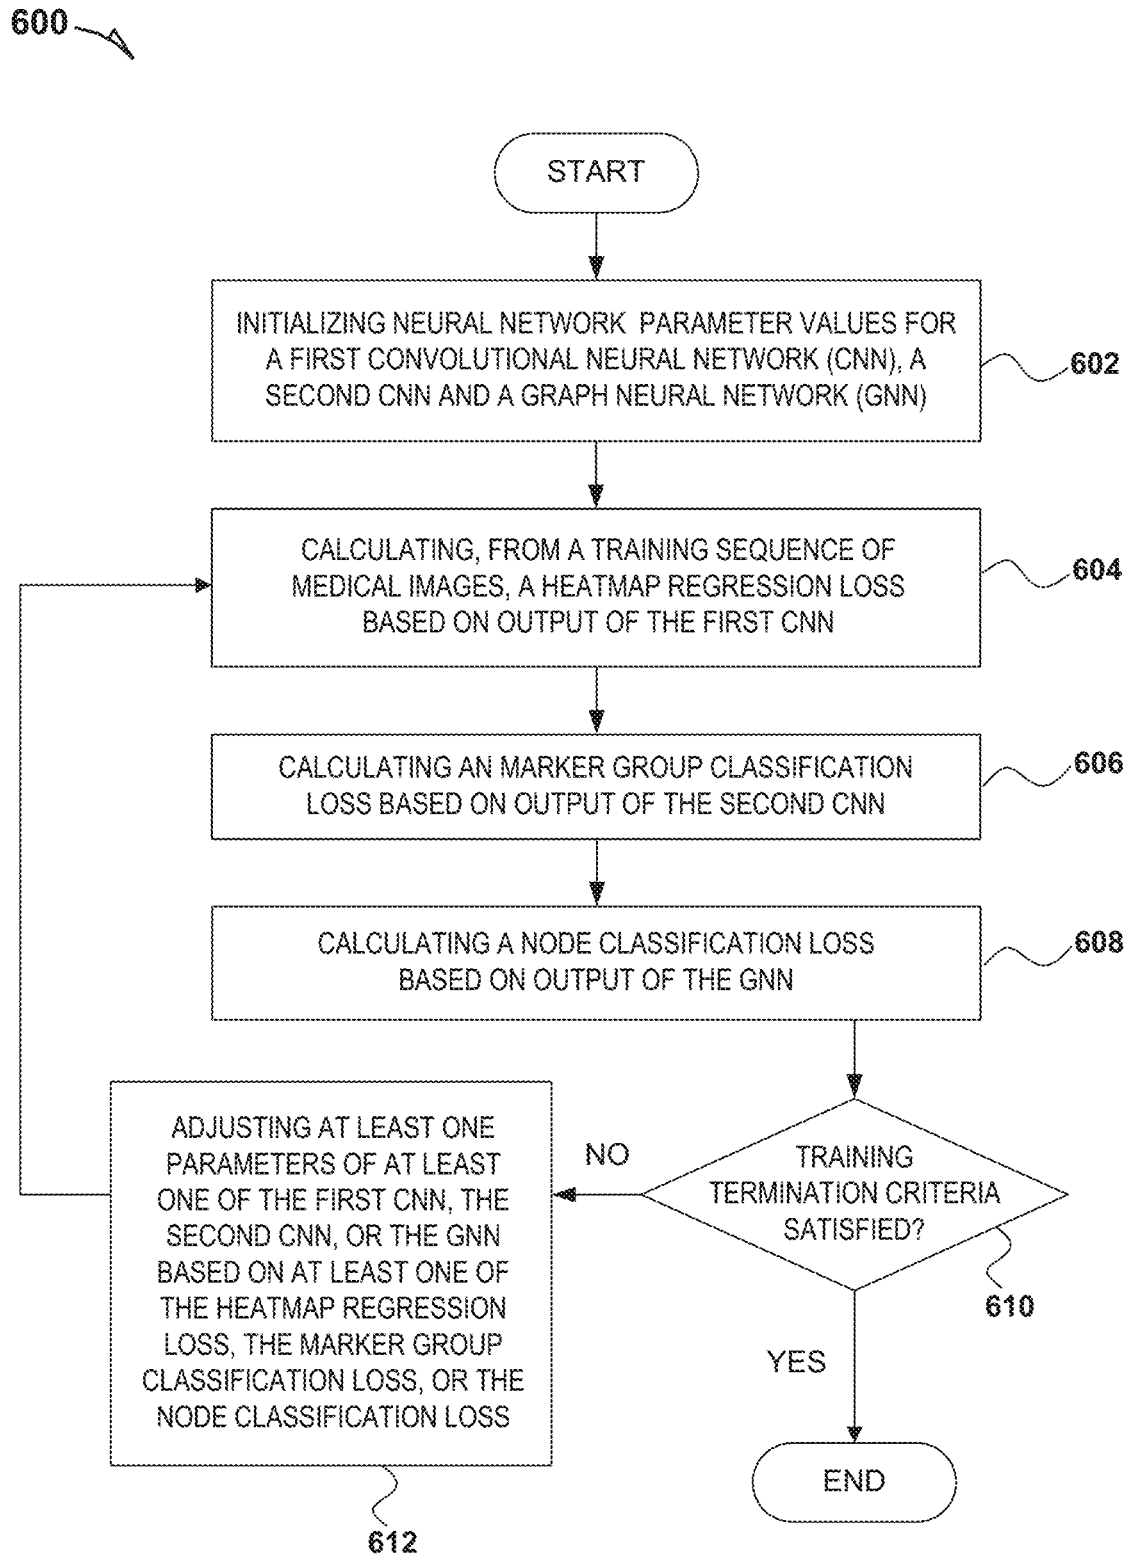 600
START
INITIALIZING NEURAL NETWORK PARAMETER VALUES FOR
A FIRST CONVOLUTIONAL NEURAL NETWORK (CNN), A
SECOND CNN AND A GRAPH NEURAL NETWORK (GNN)
602
CALCULATING, FROM A TRAINING SEQUENCE OF
MEDICAL IMAGES, A HEATMAP REGRESSION LOSS
BASED ON OUTPUT OF THE FIRST CNN
604
CALCULATING AN MARKER GROUP CLASSIFICATION
LOSS BASED ON OUTPUT OF THE SECOND CNN
606
CALCULATING A NODE CLASSIFICATION LOSS
BASED ON OUTPUT OF THE GNN
608
TRAINING
TERMINATION CRITERIA
SATISFIED?
610
NO
ADJUSTING AT LEAST ONE
PARAMETERS OF AT LEAST
ONE OF THE FIRST CNN, THE
SECOND CNN, OR THE GNN
BASED ON AT LEAST ONE OF
THE HEATMAP REGRESSION
LOSS, THE MARKER GROUP
CLASSIFICATION LOSS, OR THE
NODE CLASSIFICATION LOSS
612
YES
END